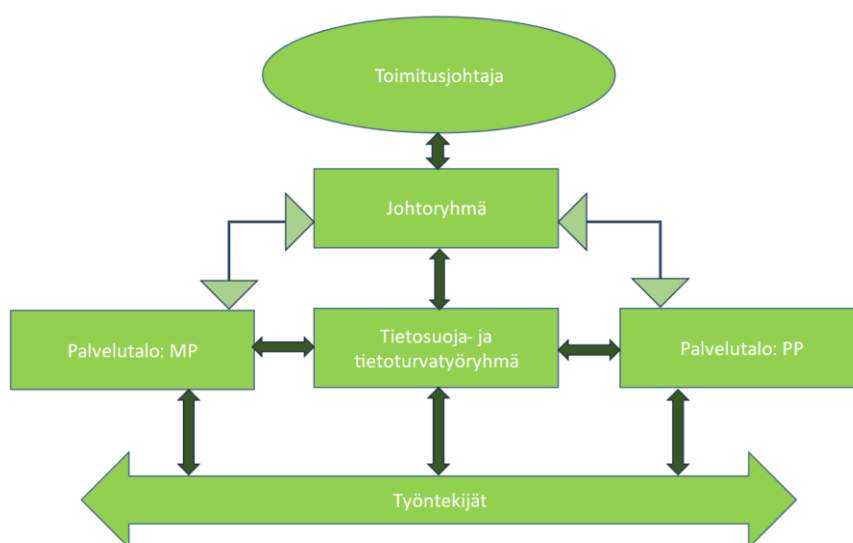 Toimitusjohtaja
Johtoryhmä
Palvelutalo: MP
Tietosuoja- ja
tietoturvatyöryhmä
Palvelutalo: PP
Työntekijät